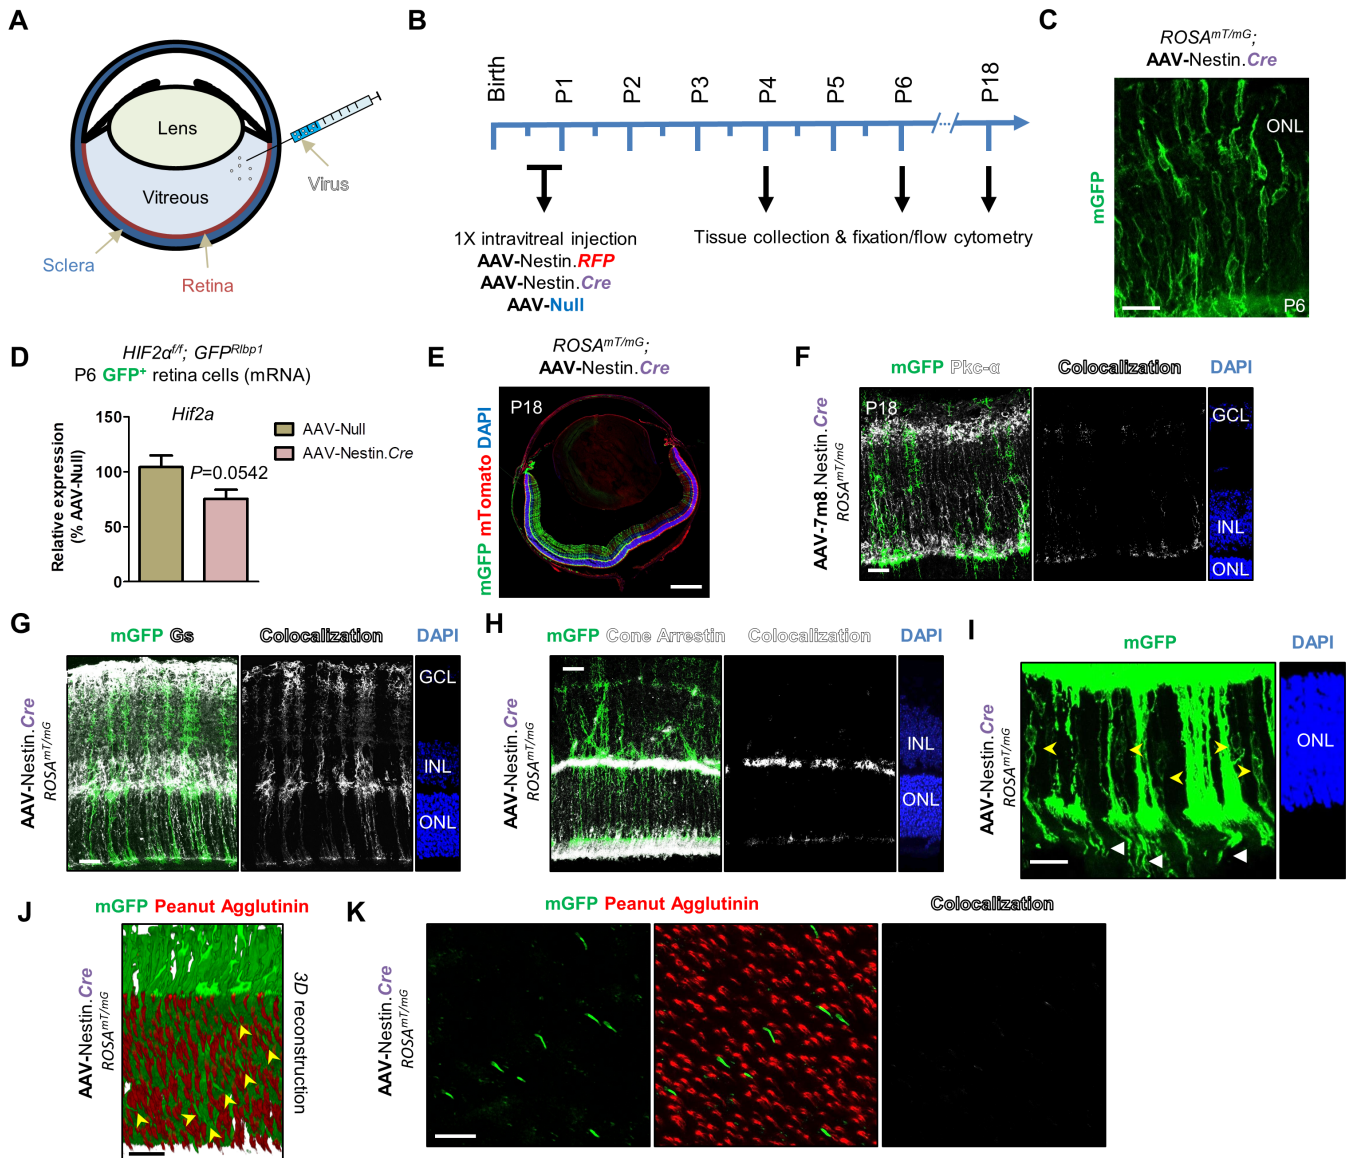 A
Lens
Vitreous
Virus
Sclera
Retina
B
Birth
P1
P2
P3
P4
P5
P6
/.../
P18
1X intravitreal injection
AAV-Nestin.RFP
AAV-Nestin.Cre
AAV-Null
Tissue collection & fixation/flow cytometry
C
ROSAmT/mG;
AAV-Nestin.Cre
mGFP
ONL
P6
D
HIF2αf/f; GFPRlbp1
P6 GFP+ retina cells (mRNA)
Hif2a
Relative expression
(% AAV-Null)
150
100
50
0
P=0.0542
AAV-Null
AAV-Nestin.Cre
E
ROSAmT/mG;
AAV-Nestin.Cre
mGFP mTomato DAPI
P18
F
mGFP Pkc-α
Colocalization
DAPI
AAV-7m8.Nestin.Cre
ROSAmT/mG
P18
GCL
INL
ONL
G
mGFP Gs
Colocalization
DAPI
AAV-Nestin.Cre
ROSAmT/mG
GCL
INL
ONL
H
mGFP Cone Arrestin
Colocalization
DAPI
AAV-Nestin.Cre
ROSAmT/mG
INL
ONL
I
mGFP
DAPI
AAV-Nestin.Cre
ROSAmT/mG
ONL
J
mGFP Peanut Agglutinin
AAV-Nestin.Cre
ROSAmT/mG
3D reconstruction
K
mGFP Peanut Agglutinin
Colocalization
AAV-Nestin.Cre
ROSAmT/mG